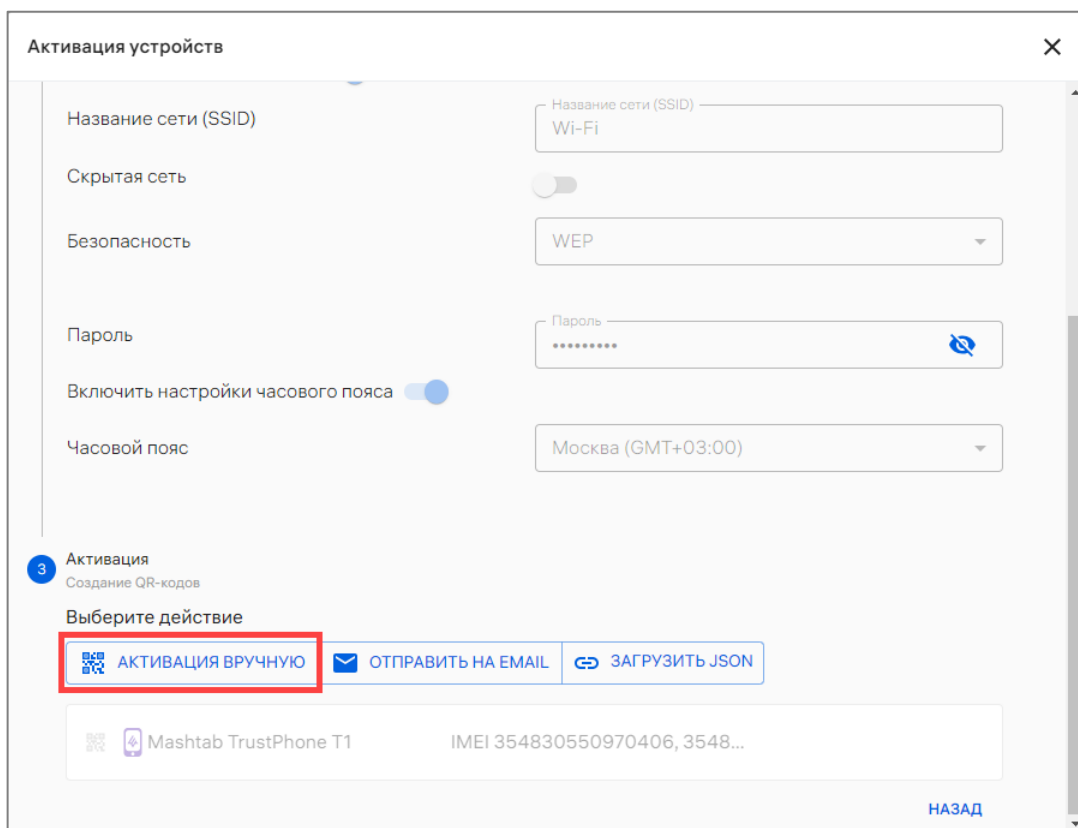 Активация устройств
Название сети (SSID)
Название сети (SSID)
Wi-Fi
Скрытая сеть
Безопасность
WEP
Пароль
Пароль
•••••••••
Включить настройки часового пояса
Часовой пояс
Москва (GMT+03:00)
3
Активация
Создание QR-кодов
Выберите действие
АКТИВАЦИЯ ВРУЧНУЮ
ОТПРАВИТЬ НА EMAIL
ЗАГРУЗИТЬ JSON
Mashtab TrustPhone T1
IMEI 354830550970406, 3548...
НАЗАД